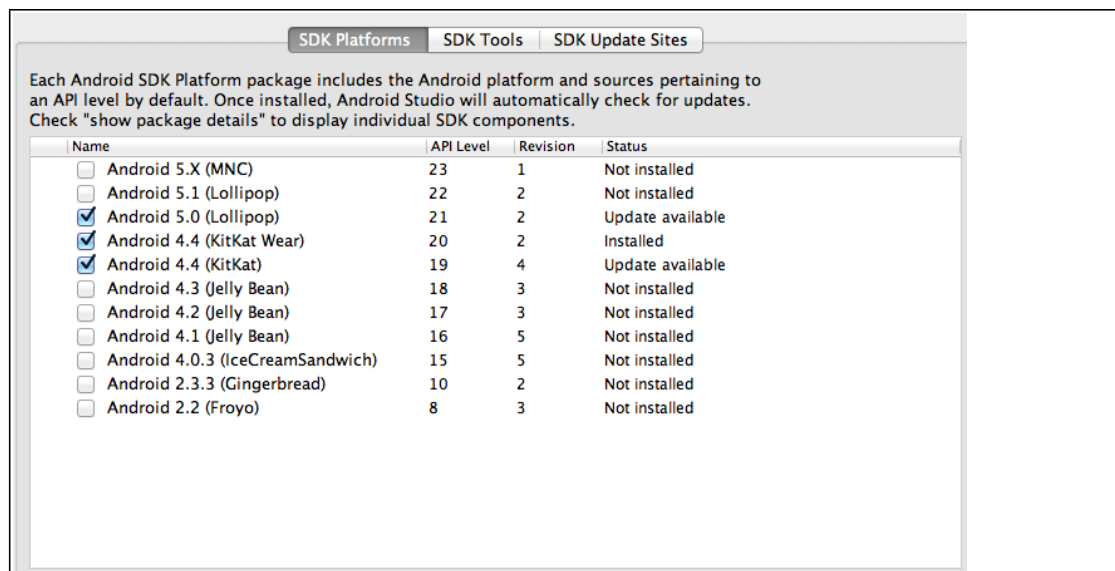 SDK Platforms SDK Tools SDK Update Sites
Each Android SDK Platform package includes the Android platform and sources pertaining to
an API level by default. Once installed, Android Studio will automatically check for updates.
Check "show package details" to display individual SDK components.
Name API Level Revision Status
Android 5.X (MNC) 23 1 Not installed
Android 5.1 (Lollipop) 22 2 Not installed
Android 5.0 (Lollipop) 21 2 Update available
Android 4.4 (KitKat Wear) 20 2 Installed
Android 4.4 (KitKat) 19 4 Update available
Android 4.3 (Jelly Bean) 18 3 Not installed
Android 4.2 (Jelly Bean) 17 3 Not installed
Android 4.1 (Jelly Bean) 16 5 Not installed
Android 4.0.3 (IceCreamSandwich) 15 5 Not installed
Android 2.3.3 (Gingerbread) 10 2 Not installed
Android 2.2 (Froyo) 8 3 Not installed